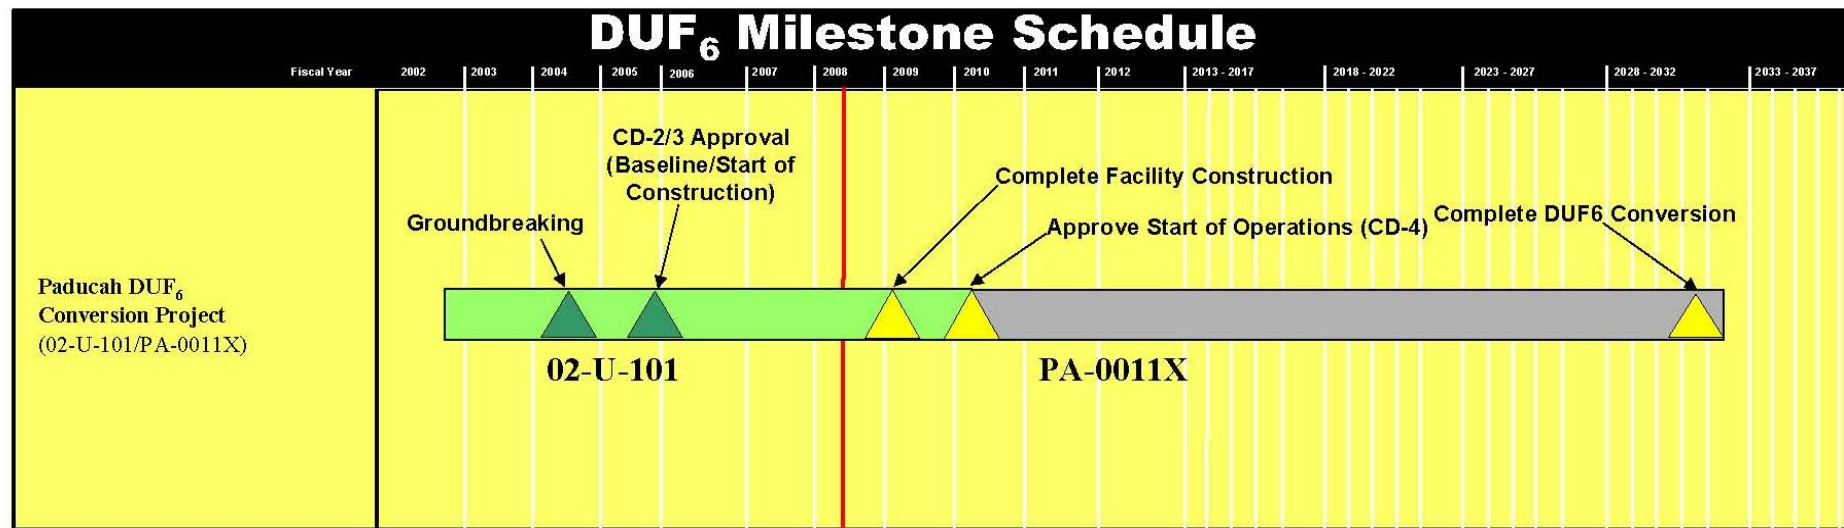 DUF6 Milestone Schedule
Fiscal Year 2002 2003 2004 2005 2006 2007 2008 2009 2010 2011 2012 2013 - 2017 2018 - 2022 2023 - 2027 2028 - 2032 2033 - 2037
CD-2/3 Approval
(Baseline/Start of
Construction)
Groundbreaking
Complete Facility Construction
Approve Start of Operations (CD-4)
Complete DUF6 Conversion
Paducah DUF6
Conversion Project
(02-U-101/PA-0011X)
02-U-101
PA-0011X